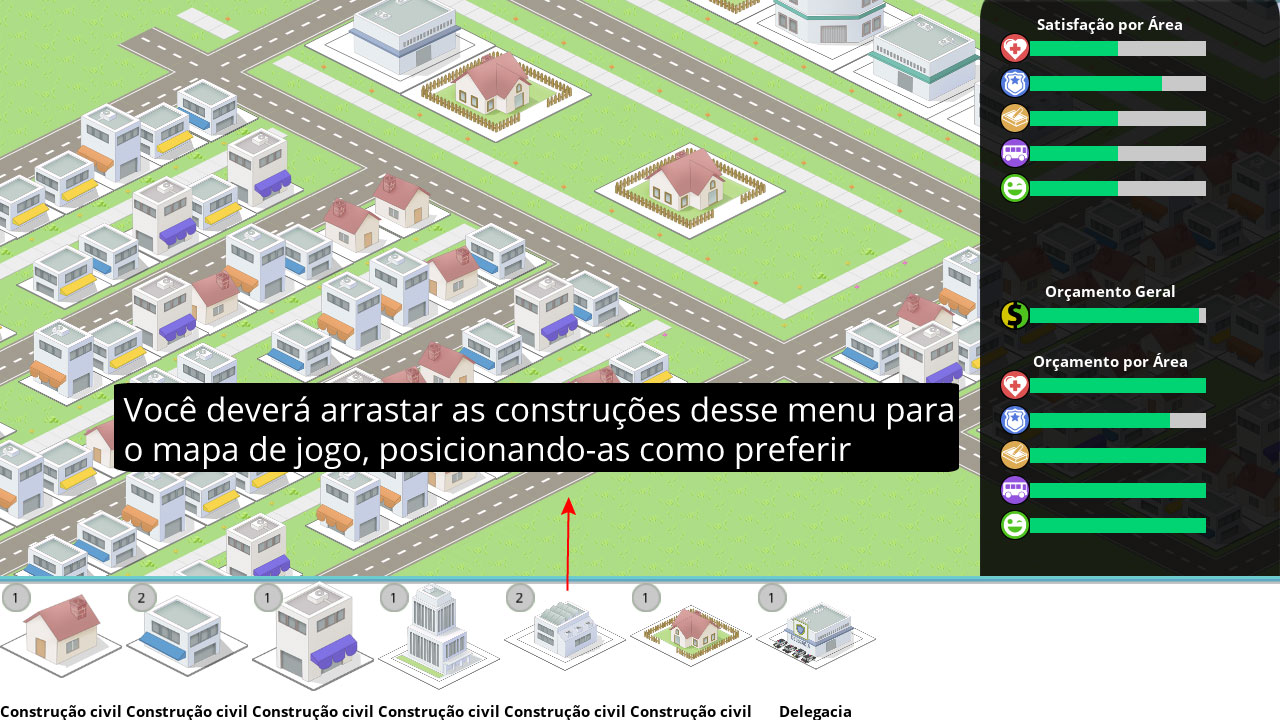 Satisfação por Área
Orçamento Geral
Orçamento por Área
Você deverá arrastar as construções desse menu para
o mapa de jogo, posicionando-as como preferir
1 2 1 1 2 1 1
Construção civil Construção civil Construção civil Construção civil Construção civil Construção civil Delegacia